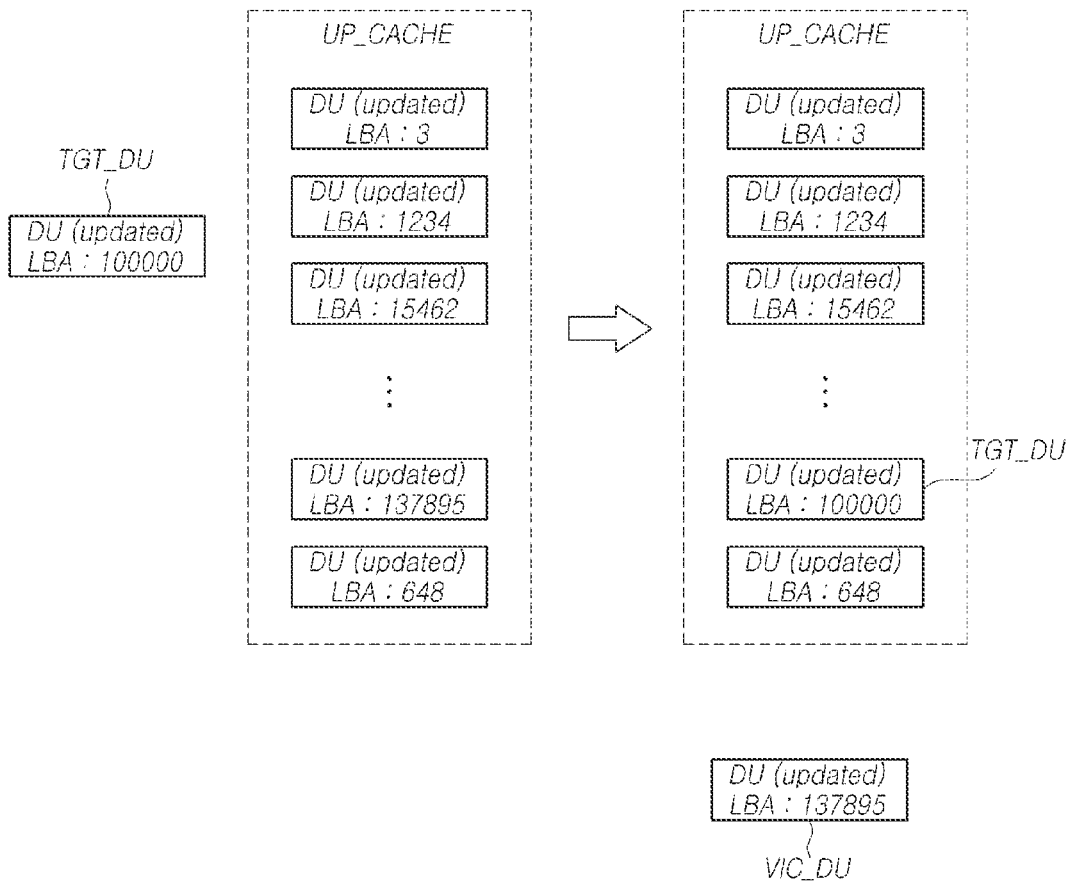 TGT_DU
DU (updated)
LBA : 100000
UP_CACHE
DU (updated)
LBA : 3
DU (updated)
LBA : 1234
DU (updated)
LBA : 15462
DU (updated)
LBA : 137895
DU (updated)
LBA : 648
UP_CACHE
DU (updated)
LBA : 3
DU (updated)
LBA : 1234
DU (updated)
LBA : 15462
DU (updated)
LBA : 100000
TGT_DU
DU (updated)
LBA : 648
DU (updated)
LBA : 137895
VIC_DU